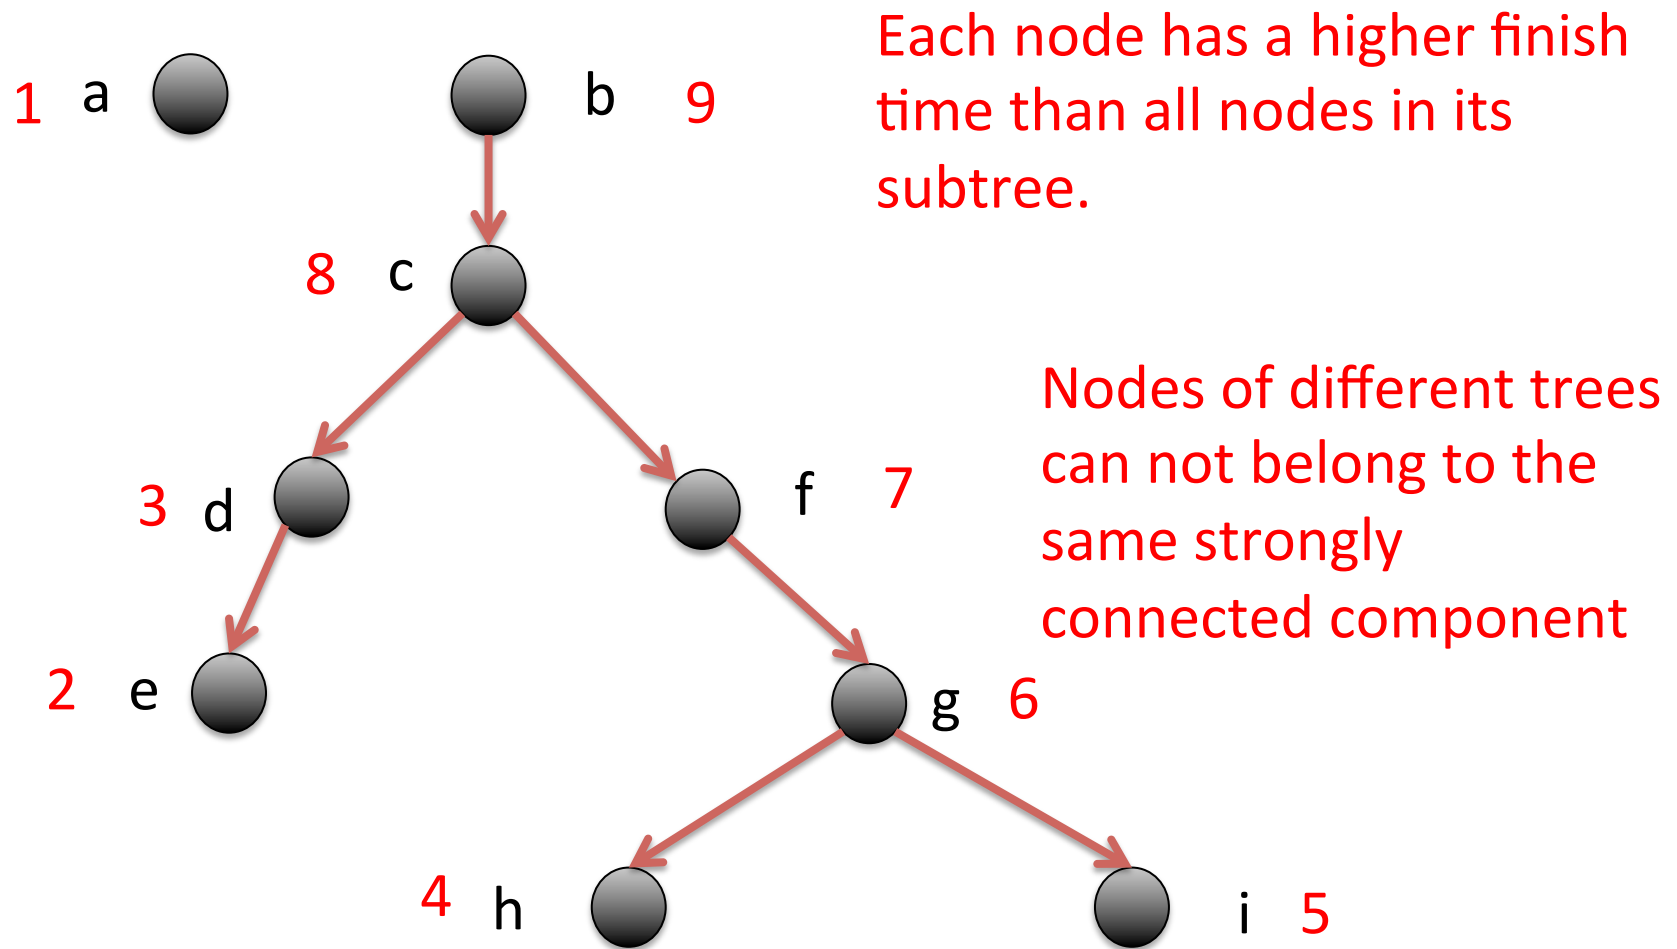 1 a b 9
Each node has a higher finish
time than all nodes in its
subtree.
8 c
Nodes of different trees
can not belong to the
same strongly
connected component
3 d f 7
2 e g 6
4 h i 5